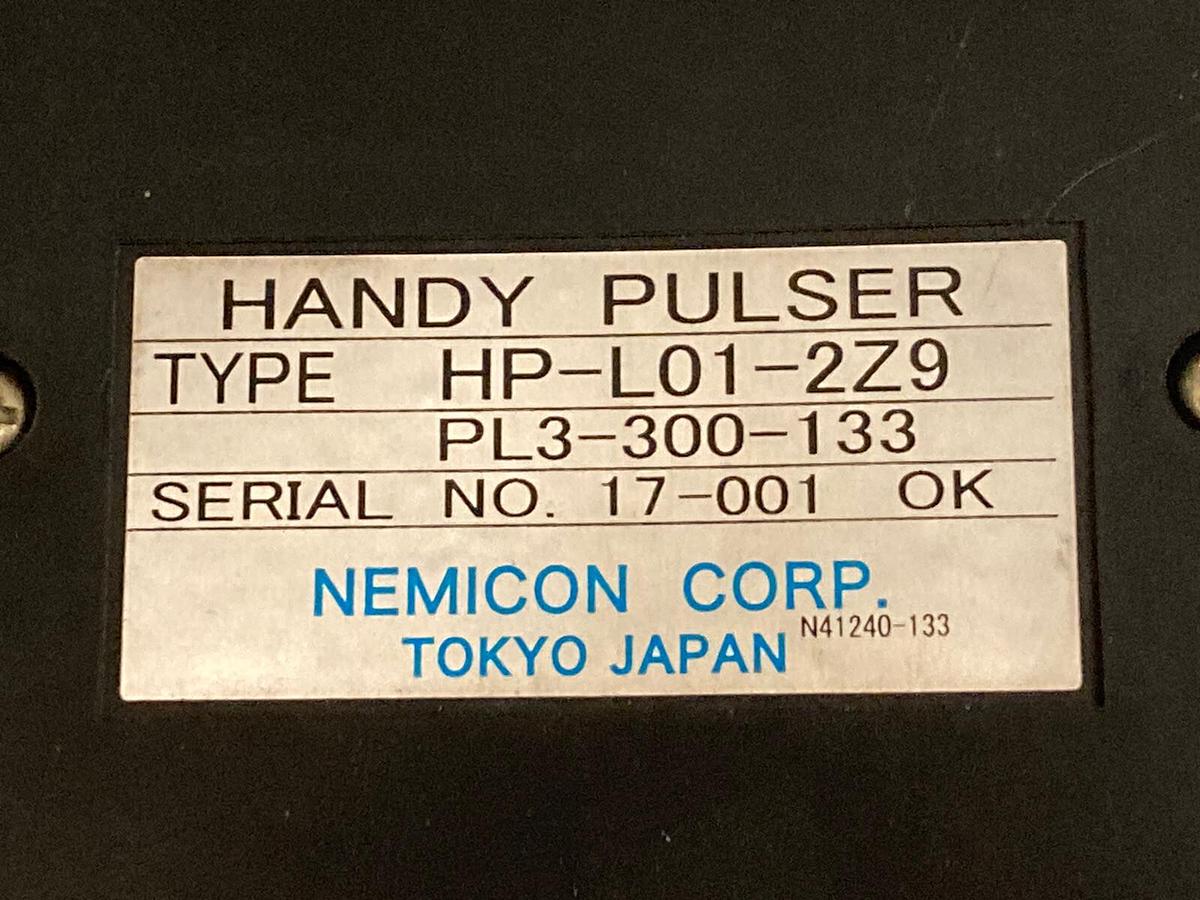 HANDY PULSER
TYPE HP-L01-2Z9
PL3-300-133
SERIAL NO. 17-001 OK
NEMICON CORP.
N41240-133
TOKYO JAPAN